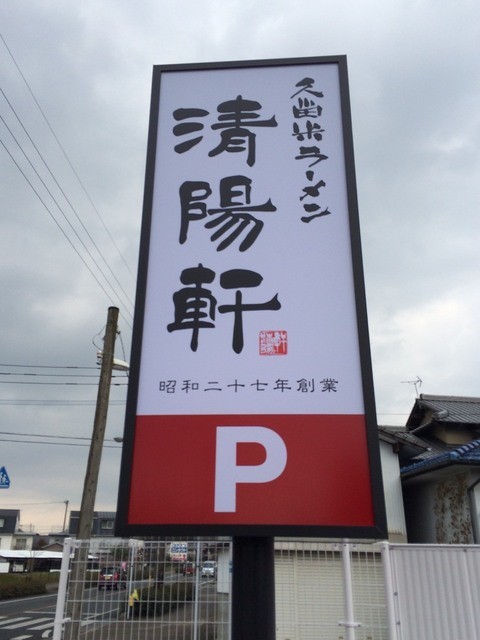 久留米ラーメン
清陽軒
昭和二十七年創業
P